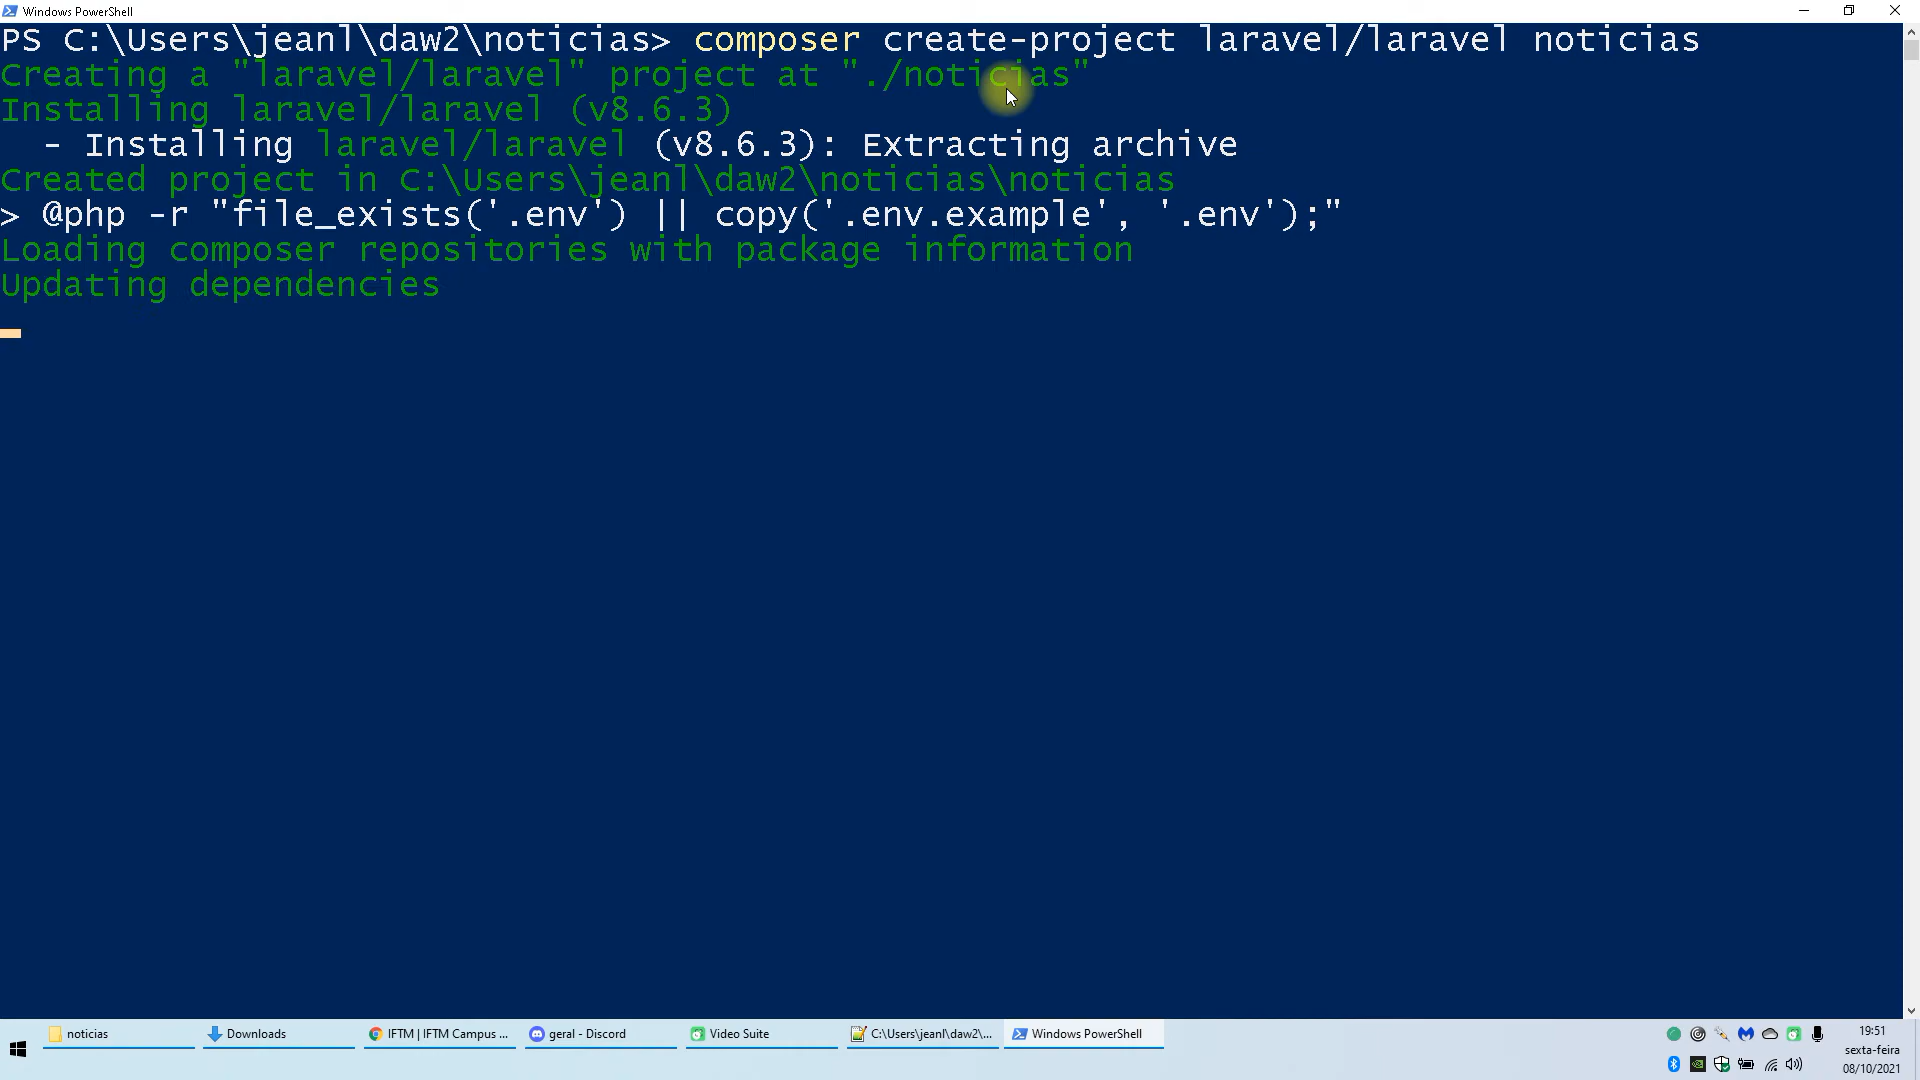 Windows PowerShell
PS C:\Users\jeanl\daw2\noticias> composer create-project laravel/laravel noticias
Creating a "laravel/laravel" project at "./noticias"
Installing laravel/laravel (v8.6.3)
- Installing laravel/laravel (v8.6.3): Extracting archive
Created project in C:\Users\jeanl\daw2\noticias\noticias
> @php -r "file_exists('.env') || copy('.env.example', '.env');"
Loading composer repositories with package information
Updating dependencies
noticias
Downloads
IFTM | IFTM Campus ...
geral - Discord
Video Suite
C:\Users\jeanl\daw2\...
Windows PowerShell
19:51
sexta-feira
08/10/2021